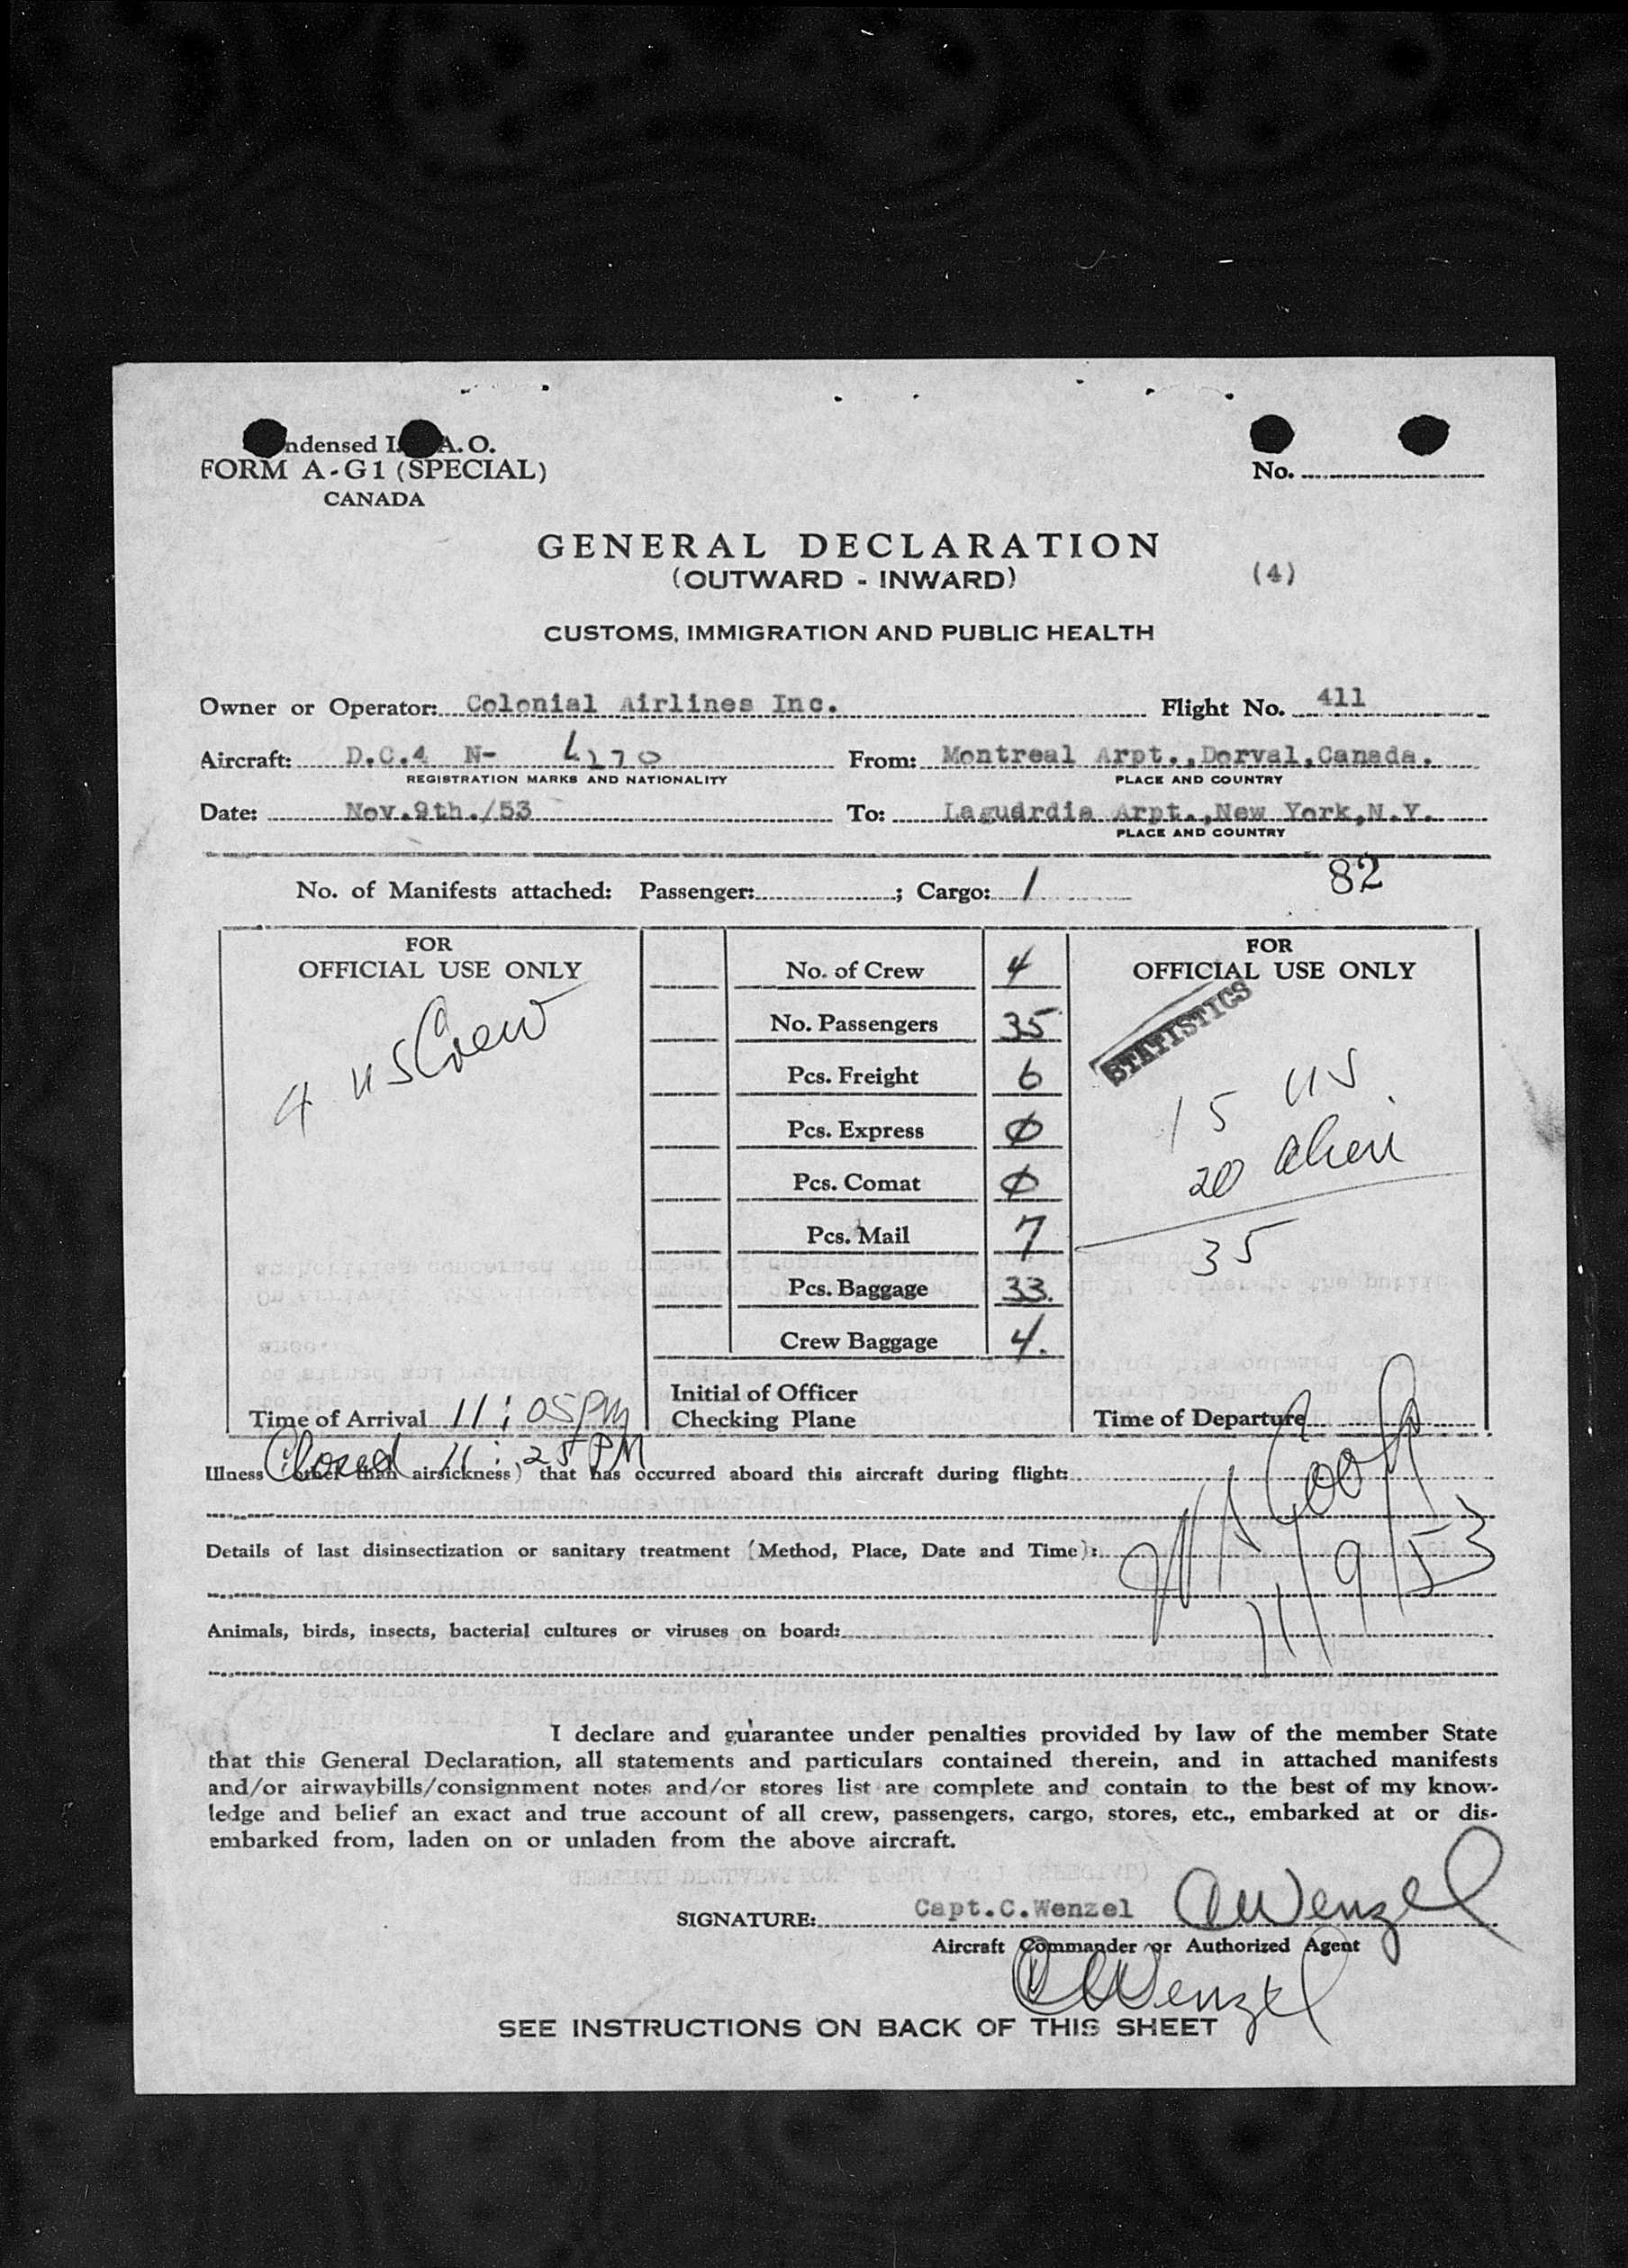 ndensed I. A.O.
FORM A-G1 (SPECIAL)
CANADA
No.
GENERAL DECLARATION
(OUTWARD - INWARD)
(4)
CUSTOMS, IMMIGRATION AND PUBLIC HEALTH
Owner or Operator: Colonial Airlines Inc. Flight No. 411
Aircraft: D.C.4 N- From: Montreal Arpt.,Dorval,Canada.
REGISTRATION MARKS AND NATIONALITY PLACE AND COUNTRY
Date: Nov.9th./53 To: Laguardia Arpt.,New York,N.Y.
PLACE AND COUNTRY
82
No. of Manifests attached: Passenger: ; Cargo: 1
FOR
OFFICIAL USE ONLY
4 US Crew
Time of Arrival 11:05 PM
No. of Crew 4
No. Passengers 35
Pcs. Freight 6
Pcs. Express 0
Pcs. Comat 0
Pcs. Mail 7
Pcs. Baggage 33.
Crew Baggage 4.
Initial of Officer
Checking Plane
FOR
OFFICIAL USE ONLY
STATISTICS
15 US
20 alien
35
Time of Departure
Closed 11:25 PM
Illness (other than airsickness) that has occurred aboard this aircraft during flight:
Details of last disinsectization or sanitary treatment (Method, Place, Date and Time):
Cook
11/9/53
Animals, birds, insects, bacterial cultures or viruses on board:
I declare and guarantee under penalties provided by law of the member State
that this General Declaration, all statements and particulars contained therein, and in attached manifests
and/or airwaybills/consignment notes and/or stores list are complete and contain to the best of my know-
ledge and belief an exact and true account of all crew, passengers, cargo, stores, etc., embarked at or dis-
embarked from, laden on or unladen from the above aircraft.
SIGNATURE: Capt.C.Wenzel CWenzel
Aircraft Commander or Authorized Agent
CWenzel
SEE INSTRUCTIONS ON BACK OF THIS SHEET